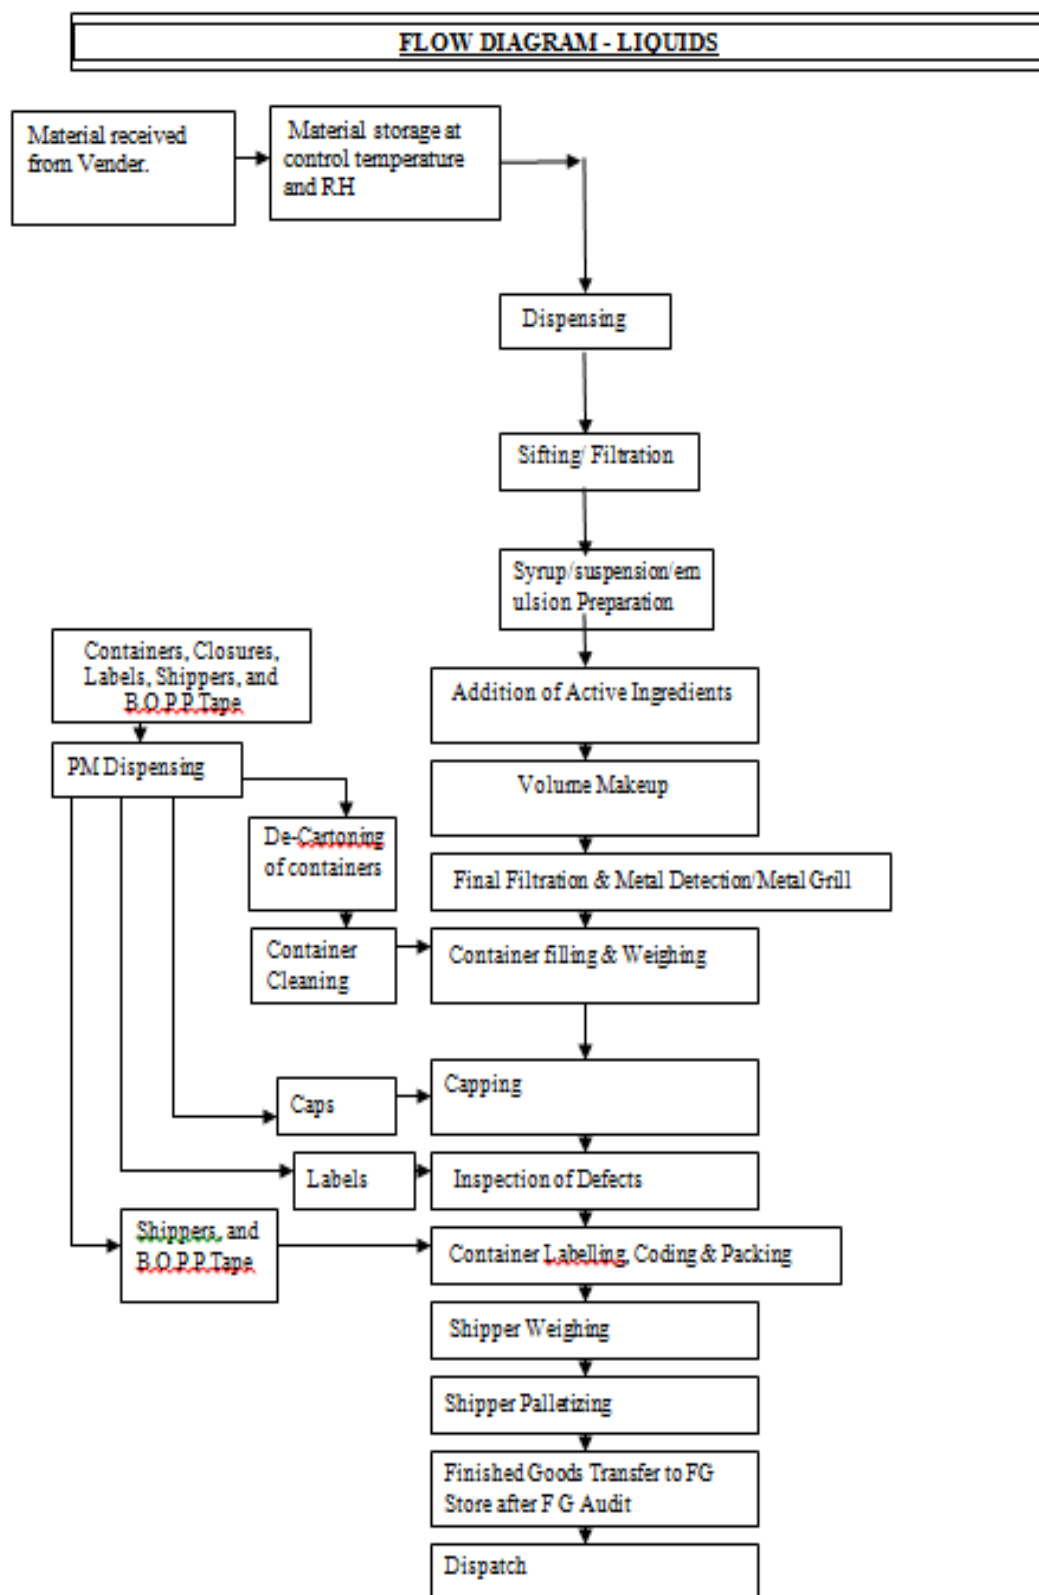 FLOW DIAGRAM - LIQUIDS
Material received
from Vender.
Material storage at
control temperature
and RH
Dispensing
Sifting/ Filtration
Syrup/suspension/em
ulsion Preparation
Containers, Closures,
Labels, Shippers, and
B.O.P.P.Tape
Addition of Active Ingredients
PM Dispensing
Volume Makeup
De-Cartoning
of containers
Final Filtration & Metal Detection/Metal Grill
Container
Cleaning
Container filling & Weighing
Caps
Capping
Labels
Inspection of Defects
Shippers, and
B.O.P.P.Tape
Container Labelling, Coding & Packing
Shipper Weighing
Shipper Palletizing
Finished Goods Transfer to FG
Store after F G Audit
Dispatch